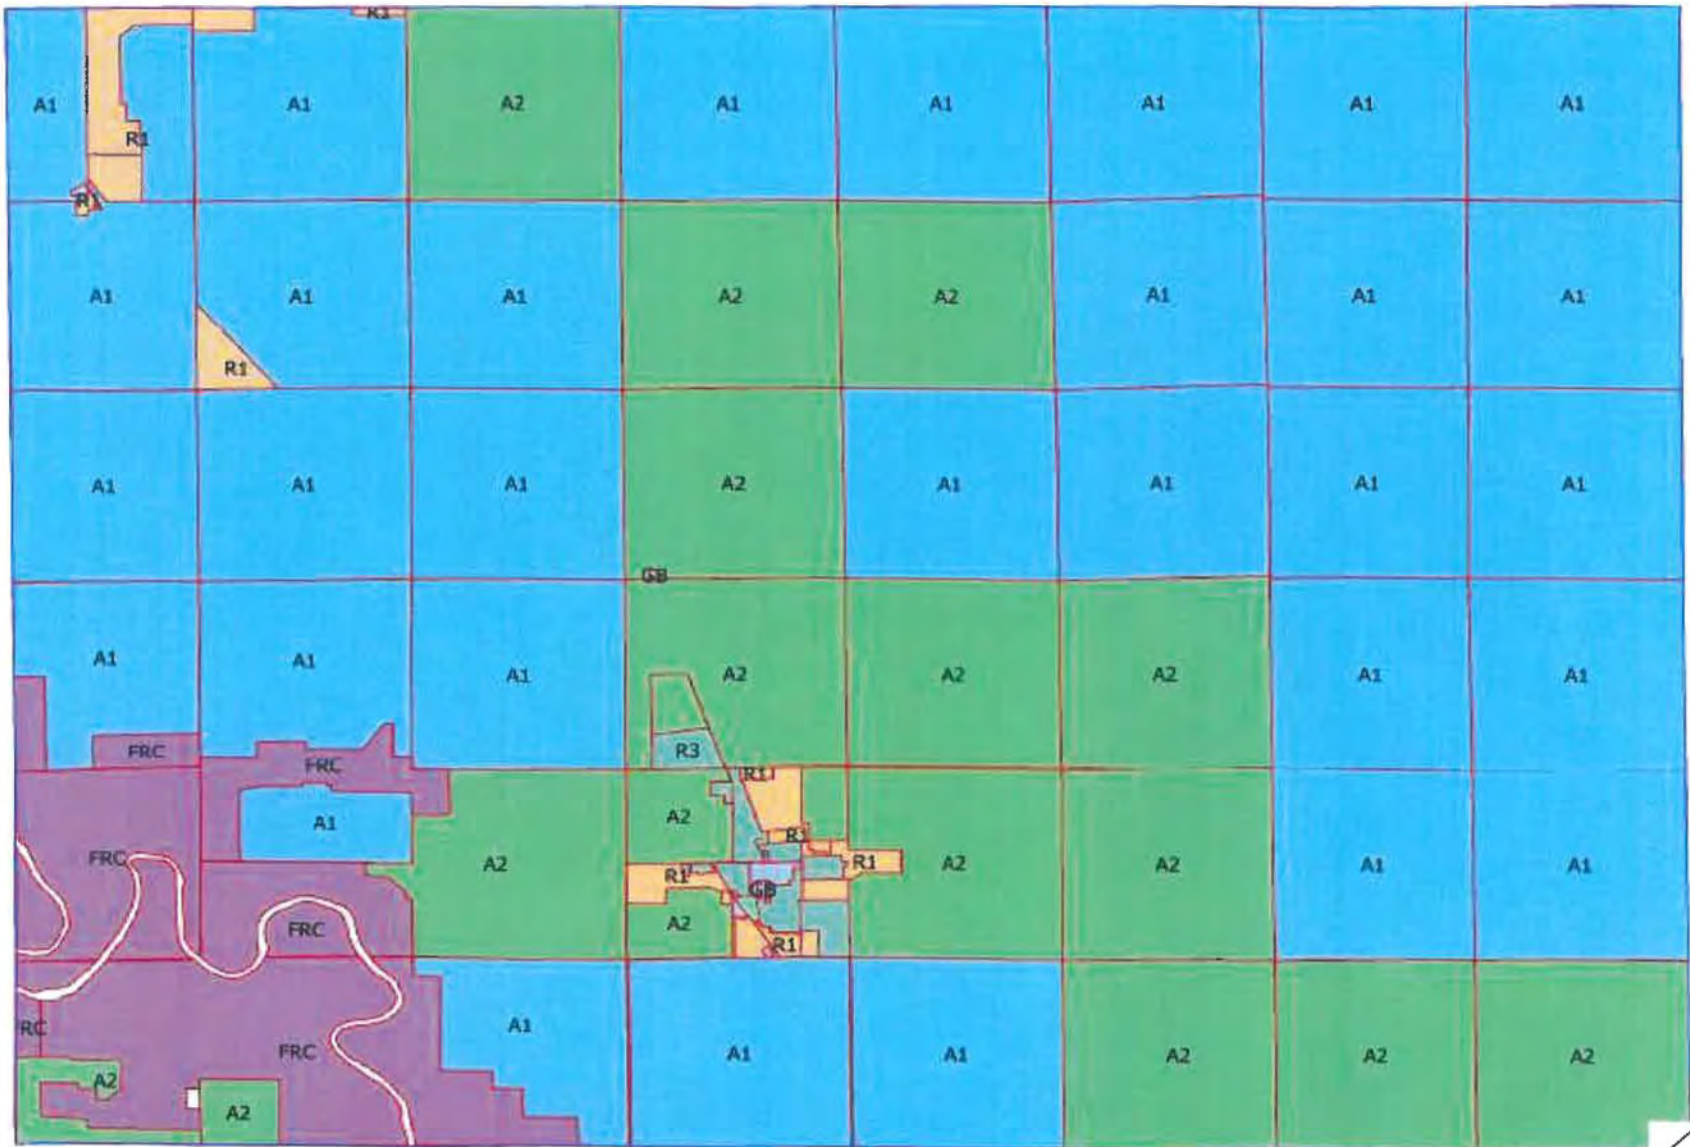 R1
A1 A1 A2 A1 A1 A1 A1 A1
R1
R1
A1 A1 A1 A2 A2 A1 A1 A1
R1
A1 A1 A1 A2 A1 A1 A1 A1
GB
A1 A1 A1 A2 A2 A2 A1 A1
FRC FRC R3
R1
A1 A2
R1
FRC A2 R1 A2 A2 A1 A1
R1 GB
FRC A2
R1
RC A1
FRC A1 A1 A2 A2 A2
A2
A2